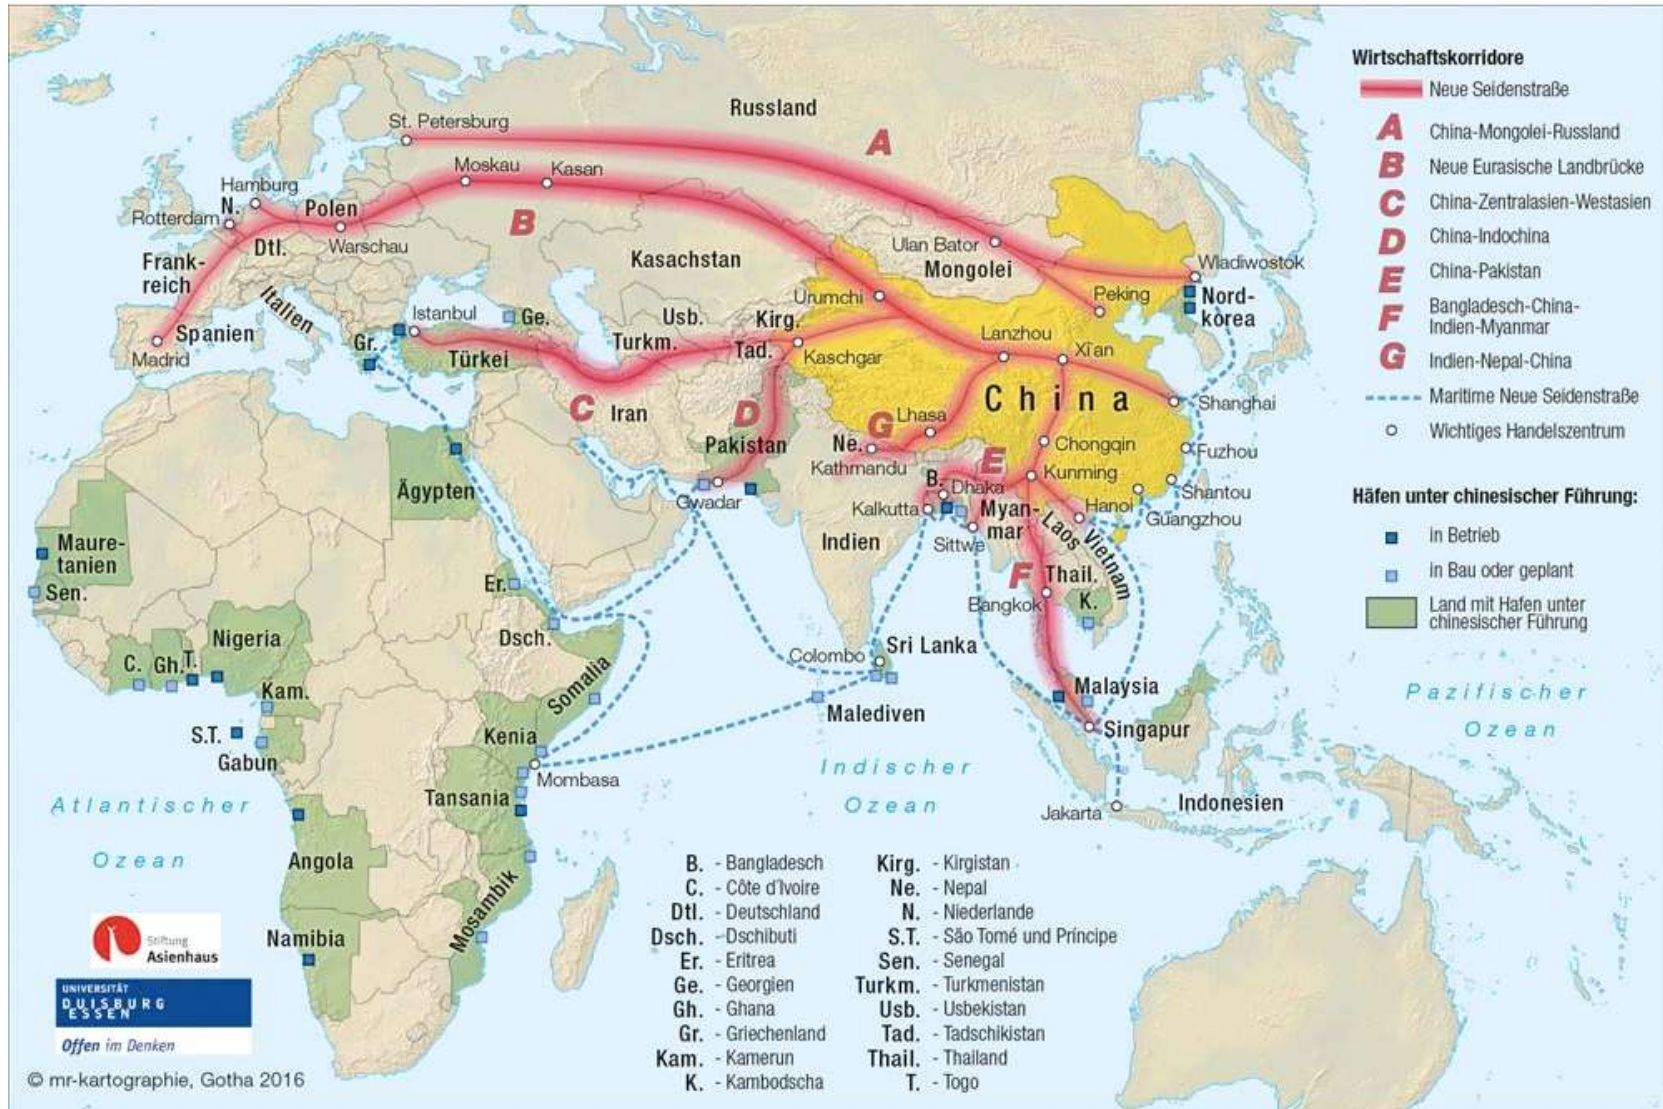 Russland
A
St. Petersburg
Moskau
Kasan
Hamburg
N.
Polen
Rotterdam
B
Dtl.
Warschau
Ulan Bator
Wladiwostok
Frank-
reich
Kasachstan
Mongolei
Urumchi
Peking
Nord-
korea
Italien
Istanbul
Ge.
Usb.
Kirg.
Spanien
Gr.
Turkm.
Tad.
Lanzhou
Xi'an
Madrid
Türkei
Kaschgar
C
Iran
D
China
Shanghai
G
Lhasa
Pakistan
Ne.
Chongqin
Fuzhou
Kathmandu
E
Kunming
B.
Dhaka
Ägypten
Gwadar
Hanoi
Shantou
Kalkutta
Myan-
mar
Laos
Vietnam
Guangzhou
Maure-
tanien
Indien
Sittwe
Er.
F
Thail.
Sen.
Bangkok
K.
Nigeria
Dsch.
C.
Gh.
T.
Colombo
Sri Lanka
Somalia
Kam.
Malaysia
Malediven
S.T.
Kenia
Singapur
Gabun
Mombasa
Indischer
Ozean
Tansania
Indonesien
Jakarta
Atlantischer
Ozean
Angola
Mosambik
Namibia
Pazifischer
Ozean
Wirtschaftskorridore
Neue Seidenstraße
A China-Mongolei-Russland
B Neue Eurasische Landbrücke
C China-Zentralasien-Westasien
D China-Indochina
E China-Pakistan
F Bangladesch-China-
Indien-Myanmar
G Indien-Nepal-China
Maritime Neue Seidenstraße
Wichtiges Handelszentrum
Häfen unter chinesischer Führung:
in Betrieb
in Bau oder geplant
Land mit Hafen unter
chinesischer Führung
B. - Bangladesch
C. - Côte d'Ivoire
Dtl. - Deutschland
Dsch. - Dschibuti
Er. - Eritrea
Ge. - Georgien
Gh. - Ghana
Gr. - Griechenland
Kam. - Kamerun
K. - Kambodscha
Kirg. - Kirgistan
Ne. - Nepal
N. - Niederlande
S.T. - São Tomé und Príncipe
Sen. - Senegal
Turkm. - Turkmenistan
Usb. - Usbekistan
Tad. - Tadschikistan
Thail. - Thailand
T. - Togo
Stiftung
Asienhaus
UNIVERSITÄT
DUISBURG
ESSEN
Offen im Denken
© mr-kartographie, Gotha 2016